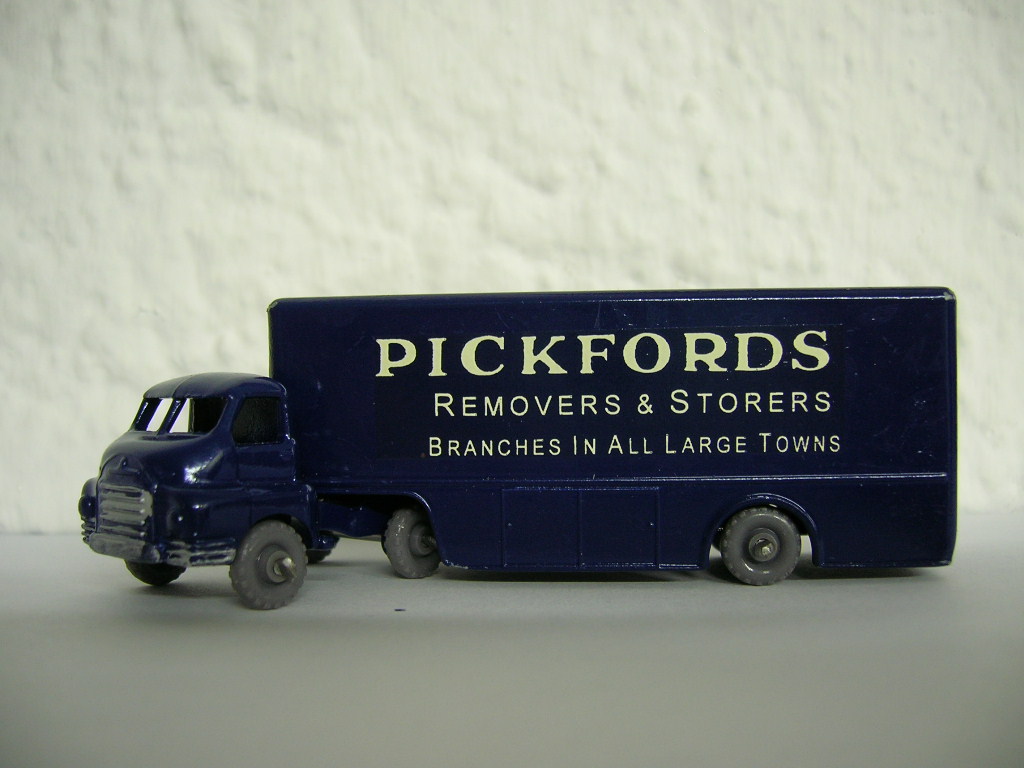 PICKFORDS
REMOVERS & STORERS
BRANCHES IN ALL LARGE TOWNS